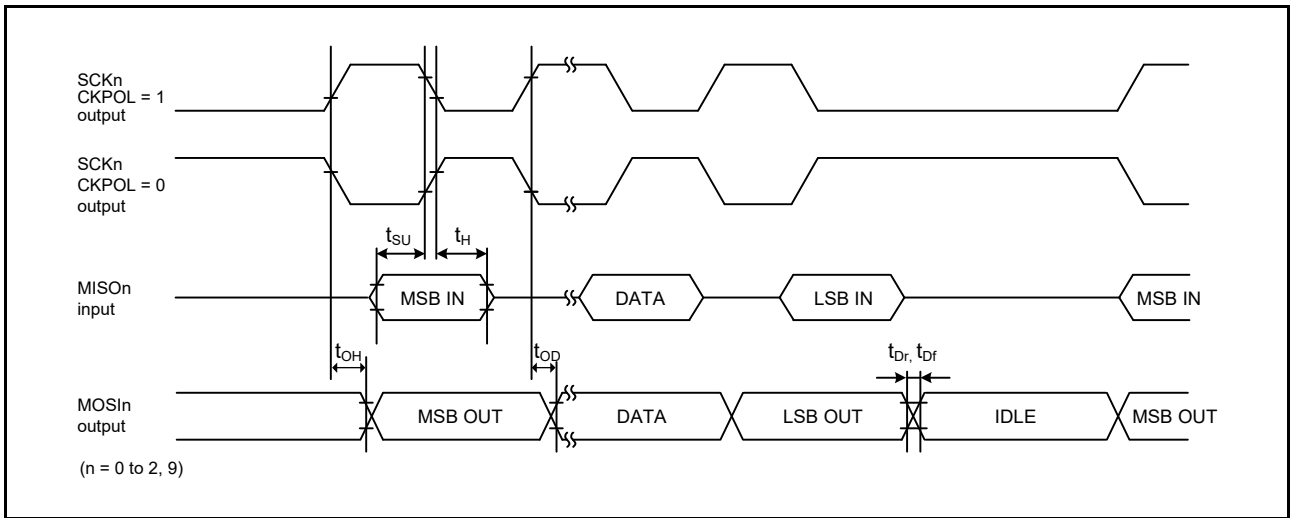 SCKn
CKPOL = 1
output
SCKn
CKPOL = 0
output
tSU
tH
MISOn
input
MSB IN
DATA
LSB IN
MSB IN
tOH
tOD
tDr, tDf
MOSIn
output
MSB OUT
DATA
LSB OUT
IDLE
MSB OUT
(n = 0 to 2, 9)